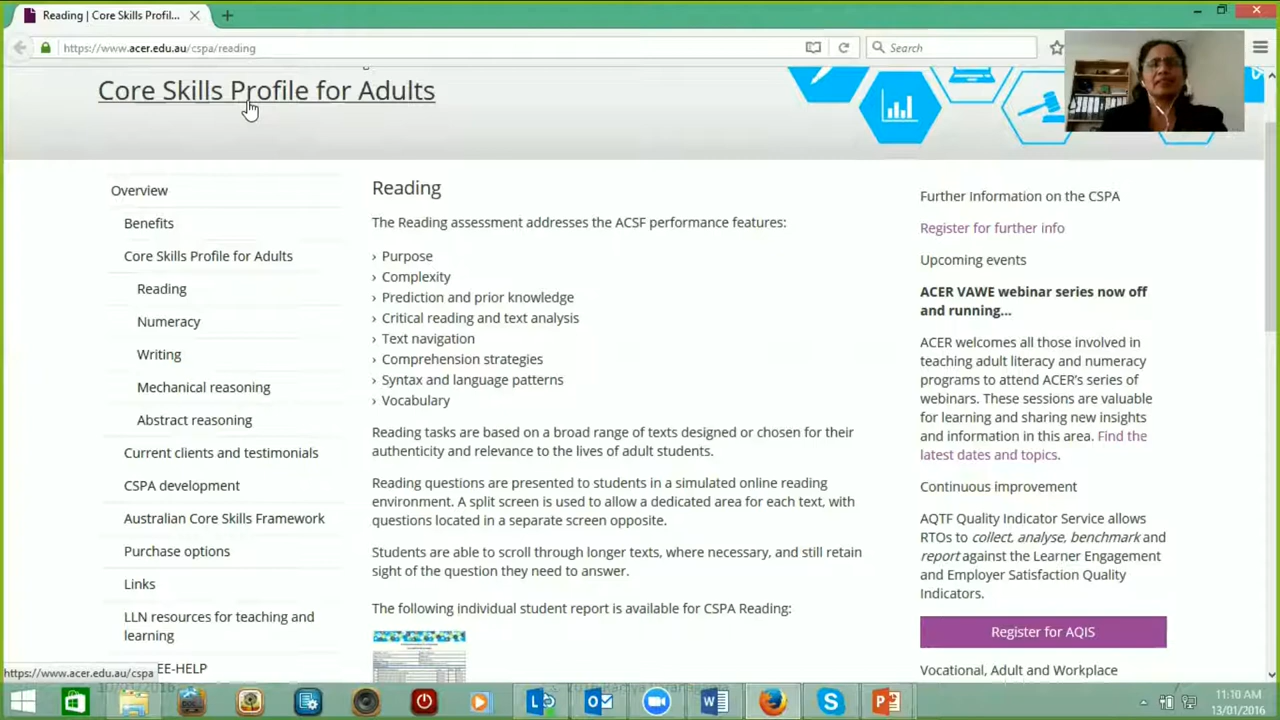 Reading | Core Skills Profil...
https://www.acer.edu.au/cspa/reading
Search
Core Skills Profile for Adults
Overview
Benefits
Core Skills Profile for Adults
Reading
Numeracy
Writing
Mechanical reasoning
Abstract reasoning
Current clients and testimonials
CSPA development
Australian Core Skills Framework
Purchase options
Links
LLN resources for teaching and
learning
EE-HELP
https://www.acer.edu.au/cspa
Reading
The Reading assessment addresses the ACSF performance features:
› Purpose
› Complexity
› Prediction and prior knowledge
› Critical reading and text analysis
› Text navigation
› Comprehension strategies
› Syntax and language patterns
› Vocabulary
Reading tasks are based on a broad range of texts designed or chosen for their
authenticity and relevance to the lives of adult students.
Reading questions are presented to students in a simulated online reading
environment. A split screen is used to allow a dedicated area for each text, with
questions located in a separate screen opposite.
Students are able to scroll through longer texts, where necessary, and still retain
sight of the question they need to answer.
The following individual student report is available for CSPA Reading:
Further Information on the CSPA
Register for further info
Upcoming events
ACER VAWE webinar series now off
and running...
ACER welcomes all those involved in
teaching adult literacy and numeracy
programs to attend ACER's series of
webinars. These sessions are valuable
for learning and sharing new insights
and information in this area. Find the
latest dates and topics.
Continuous improvement
AQTF Quality Indicator Service allows
RTOs to collect, analyse, benchmark and
report against the Learner Engagement
and Employer Satisfaction Quality
Indicators.
Register for AQIS
Vocational, Adult and Workplace
11:10 AM
13/01/2016